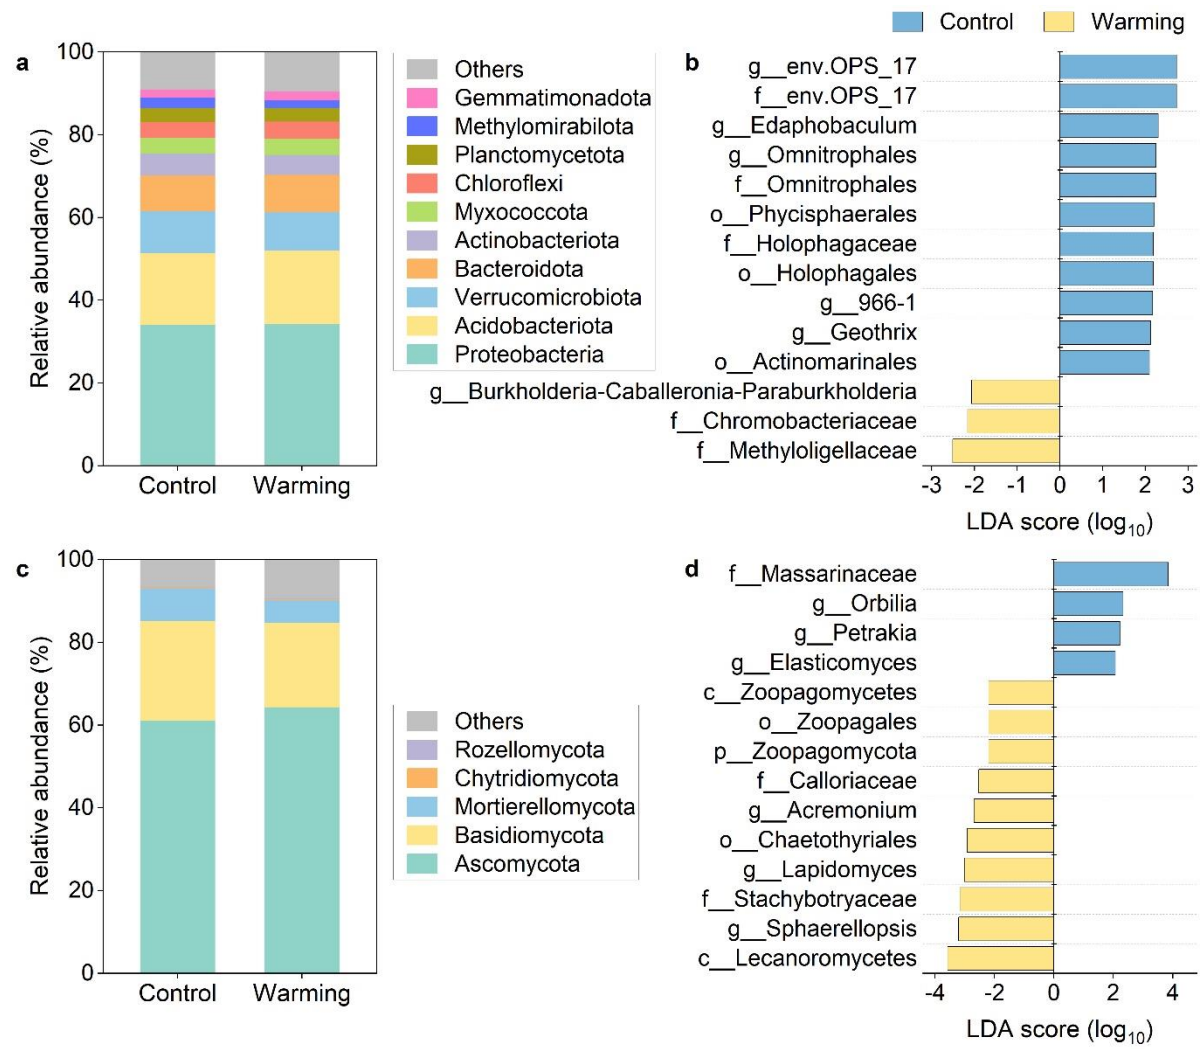 Control Warming
a
100
80
60
40
20
0
Relative abundance (%)
Control Warming
Others
Gemmatimonadota
Methylomirabilota
Planctomycetota
Chloroflexi
Myxococcota
Actinobacteriota
Bacteroidota
Verrucomicrobiota
Acidobacteriota
Proteobacteria
b
g__env.OPS_17
f__env.OPS_17
g__Edaphobaculum
g__Omnitrophales
f__Omnitrophales
o__Phycisphaerales
f__Holophagaceae
o__Holophagales
g__966-1
g__Geothrix
o__Actinomarinales
g__Burkholderia-Caballeronia-Paraburkholderia
f__Chromobacteriaceae
f__Methyloligellaceae
-3 -2 -1 0 1 2 3
LDA score (log10)
c
100
80
60
40
20
0
Relative abundance (%)
Control Warming
Others
Rozellomycota
Chytridiomycota
Mortierellomycota
Basidiomycota
Ascomycota
d
f__Massarinaceae
g__Orbilia
g__Petrakia
g__Elasticomyces
c__Zoopagomycetes
o__Zoopagales
p__Zoopagomycota
f__Calloriaceae
g__Acremonium
o__Chaetothyriales
g__Lapidomyces
f__Stachybotryaceae
g__Sphaerellopsis
c__Lecanoromycetes
-4 -2 0 2 4
LDA score (log10)